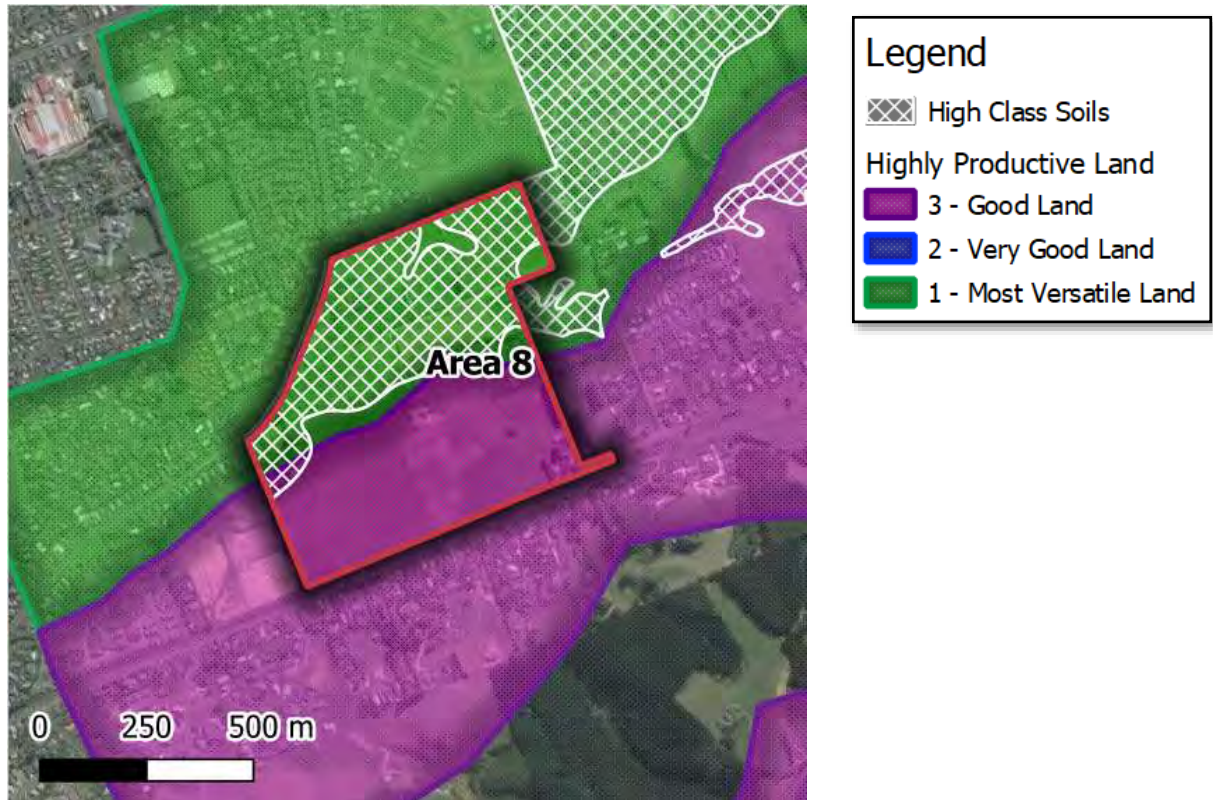 Area 8
0 250 500 m
Legend
High Class Soils
Highly Productive Land
3 - Good Land
2 - Very Good Land
1 - Most Versatile Land